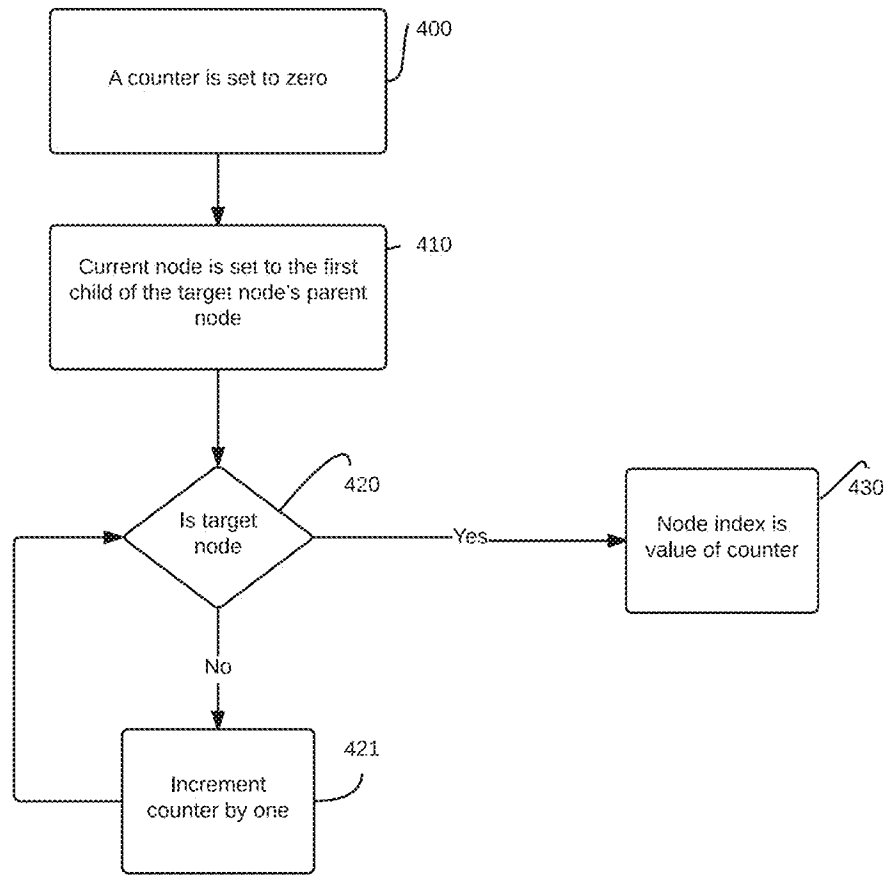 400
A counter is set to zero
410
Current node is set to the first
child of the target node's parent
node
420
Is target
node
Yes
430
Node index is
value of counter
No
421
Increment
counter by one